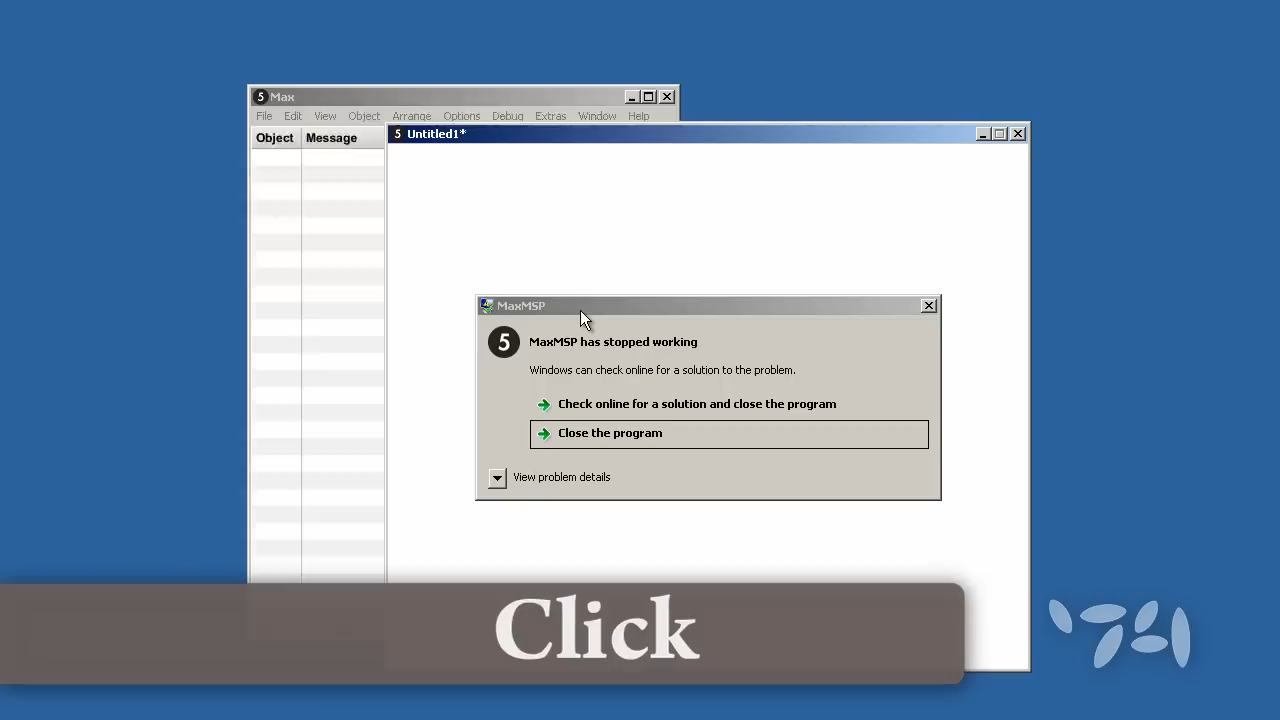 5 Max
File Edit View Object Arrange Options Debug Extras Window Help
5 Untitled1*
Object Message
MaxMSP
5 MaxMSP has stopped working
Windows can check online for a solution to the problem.
Check online for a solution and close the program
Close the program
View problem details
Click